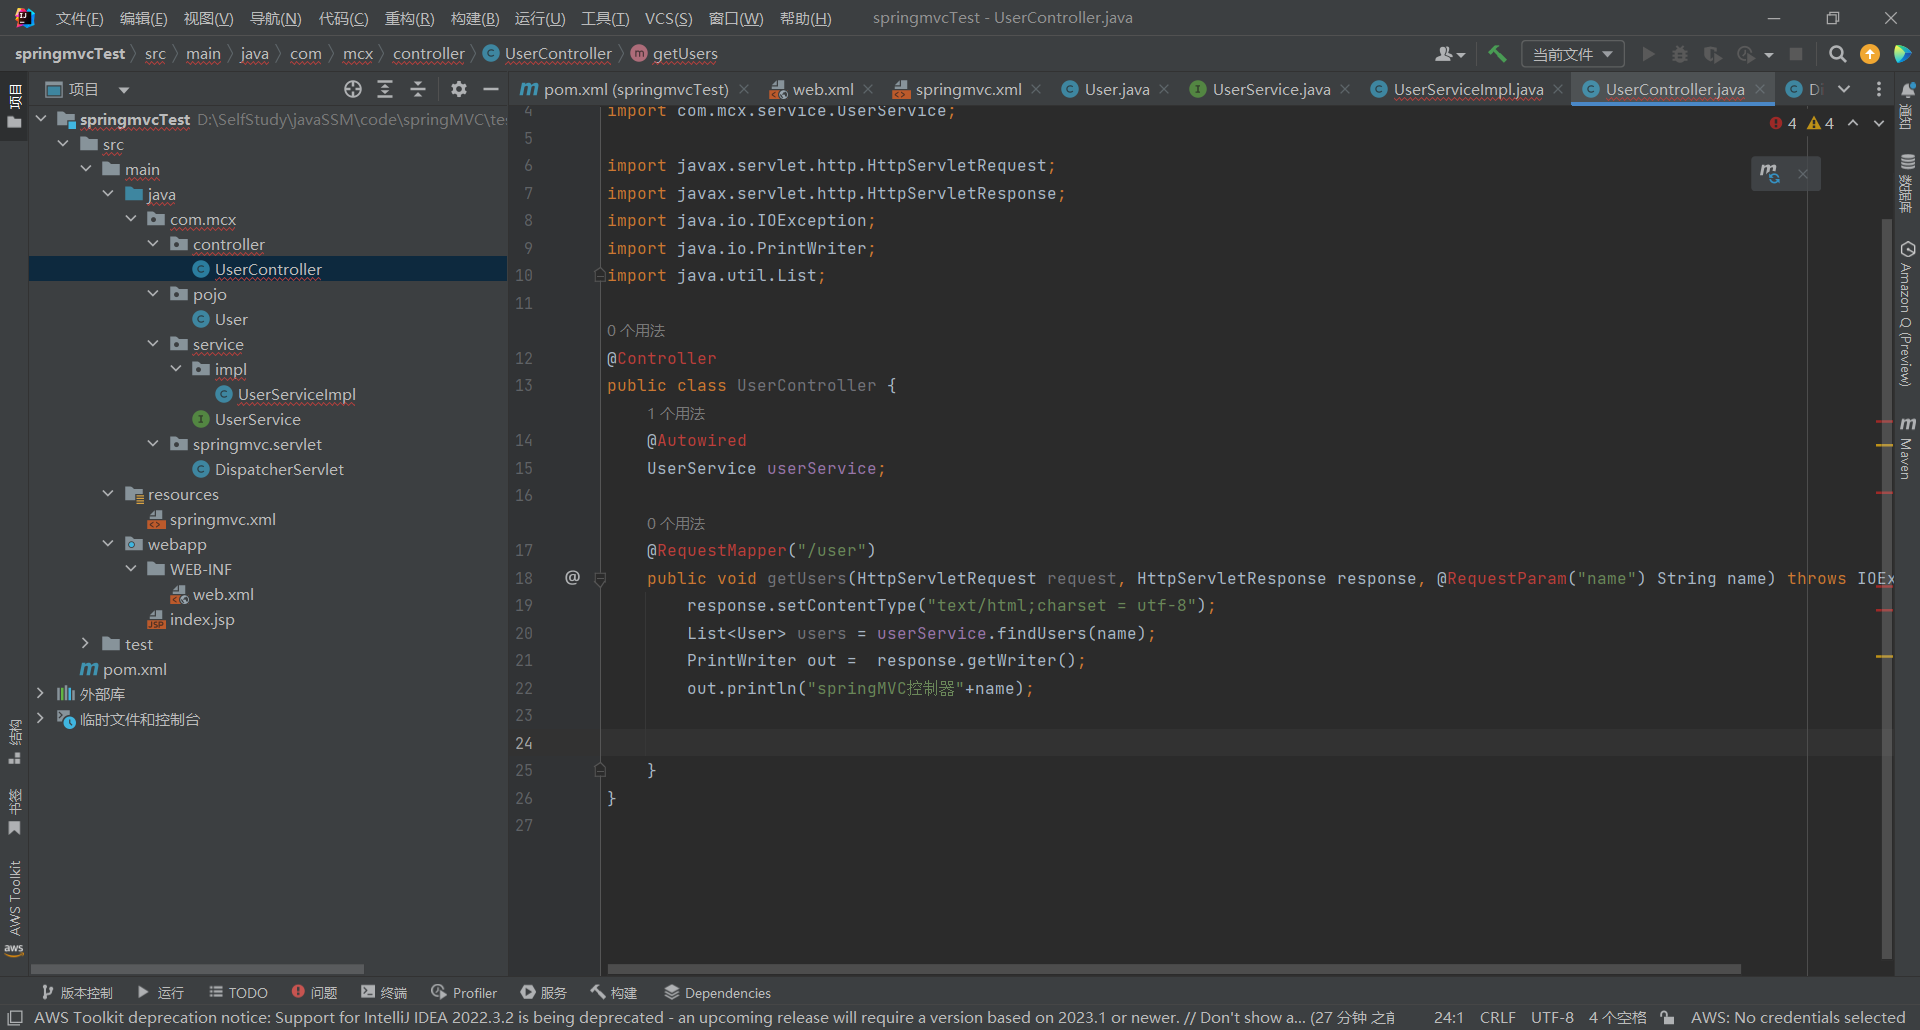 文件(F) 编辑(E) 视图(V) 导航(N) 代码(C) 重构(R) 构建(B) 运行(U) 工具(T) VCS(S) 窗口(W) 帮助(H) springmvcTest - UserController.java
springmvcTest src main java com mcx controller UserController getUsers 当前文件
项目
pom.xml (springmvcTest) web.xml springmvc.xml User.java UserService.java UserServiceImpl.java UserController.java Di
springmvcTest D:\SelfStudy\javaSSM\code\springMVC\te
src
main
java
com.mcx
controller
UserController
pojo
User
service
impl
UserServiceImpl
UserService
springmvc.servlet
DispatcherServlet
resources
springmvc.xml
webapp
WEB-INF
web.xml
index.jsp
test
pom.xml
外部库
临时文件和控制台
4 4
4 import com.mcx.service.UserService;
5
6 import javax.servlet.http.HttpServletRequest;
7 import javax.servlet.http.HttpServletResponse;
8 import java.io.IOException;
9 import java.io.PrintWriter;
10 import java.util.List;
11
0 个用法
12 @Controller
13 public class UserController {
1 个用法
14 @Autowired
15 UserService userService;
16
0 个用法
17 @RequestMapper("/user")
18 public void getUsers(HttpServletRequest request, HttpServletResponse response, @RequestParam("name") String name) throws IOEx
19 response.setContentType("text/html;charset = utf-8");
20 List<User> users = userService.findUsers(name);
21 PrintWriter out =  response.getWriter();
22 out.println("springMVC控制器"+name);
23
24
25 }
26 }
27
项目
结构
书签
AWS Toolkit
aws
通知
数据库
Amazon Q (Preview)
Maven
版本控制 运行 TODO 问题 终端 Profiler 服务 构建 Dependencies
AWS Toolkit deprecation notice: Support for IntelliJ IDEA 2022.3.2 is being deprecated - an upcoming release will require a version based on 2023.1 or newer. // Don't show a... (27 分钟 之前 24:1 CRLF UTF-8 4 个空格 AWS: No credentials selected